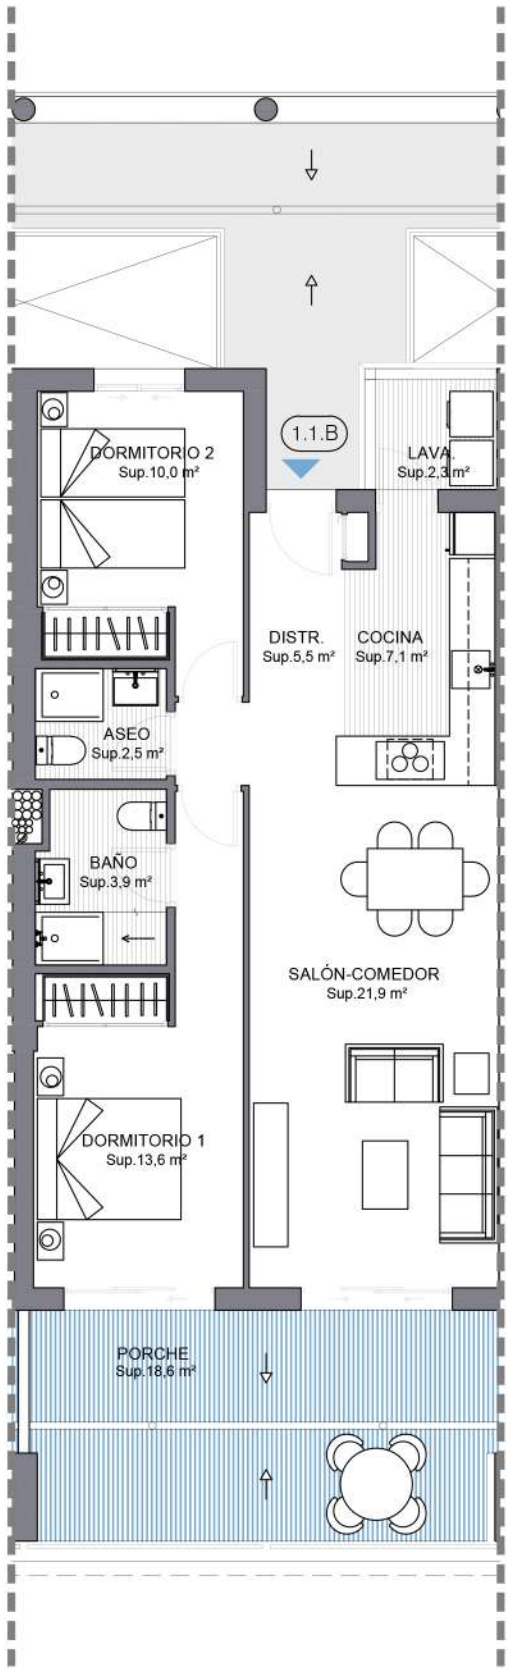 1.1.B
DORMITORIO 2
Sup.10,0 m²
LAVA.
Sup.2,3 m²
DISTR.
Sup.5,5 m²
COCINA
Sup.7,1 m²
ASEO
Sup.2,5 m²
BAÑO
Sup.3,9 m²
SALÓN-COMEDOR
Sup.21,9 m²
DORMITORIO 1
Sup.13,6 m²
PORCHE
Sup.18,6 m²